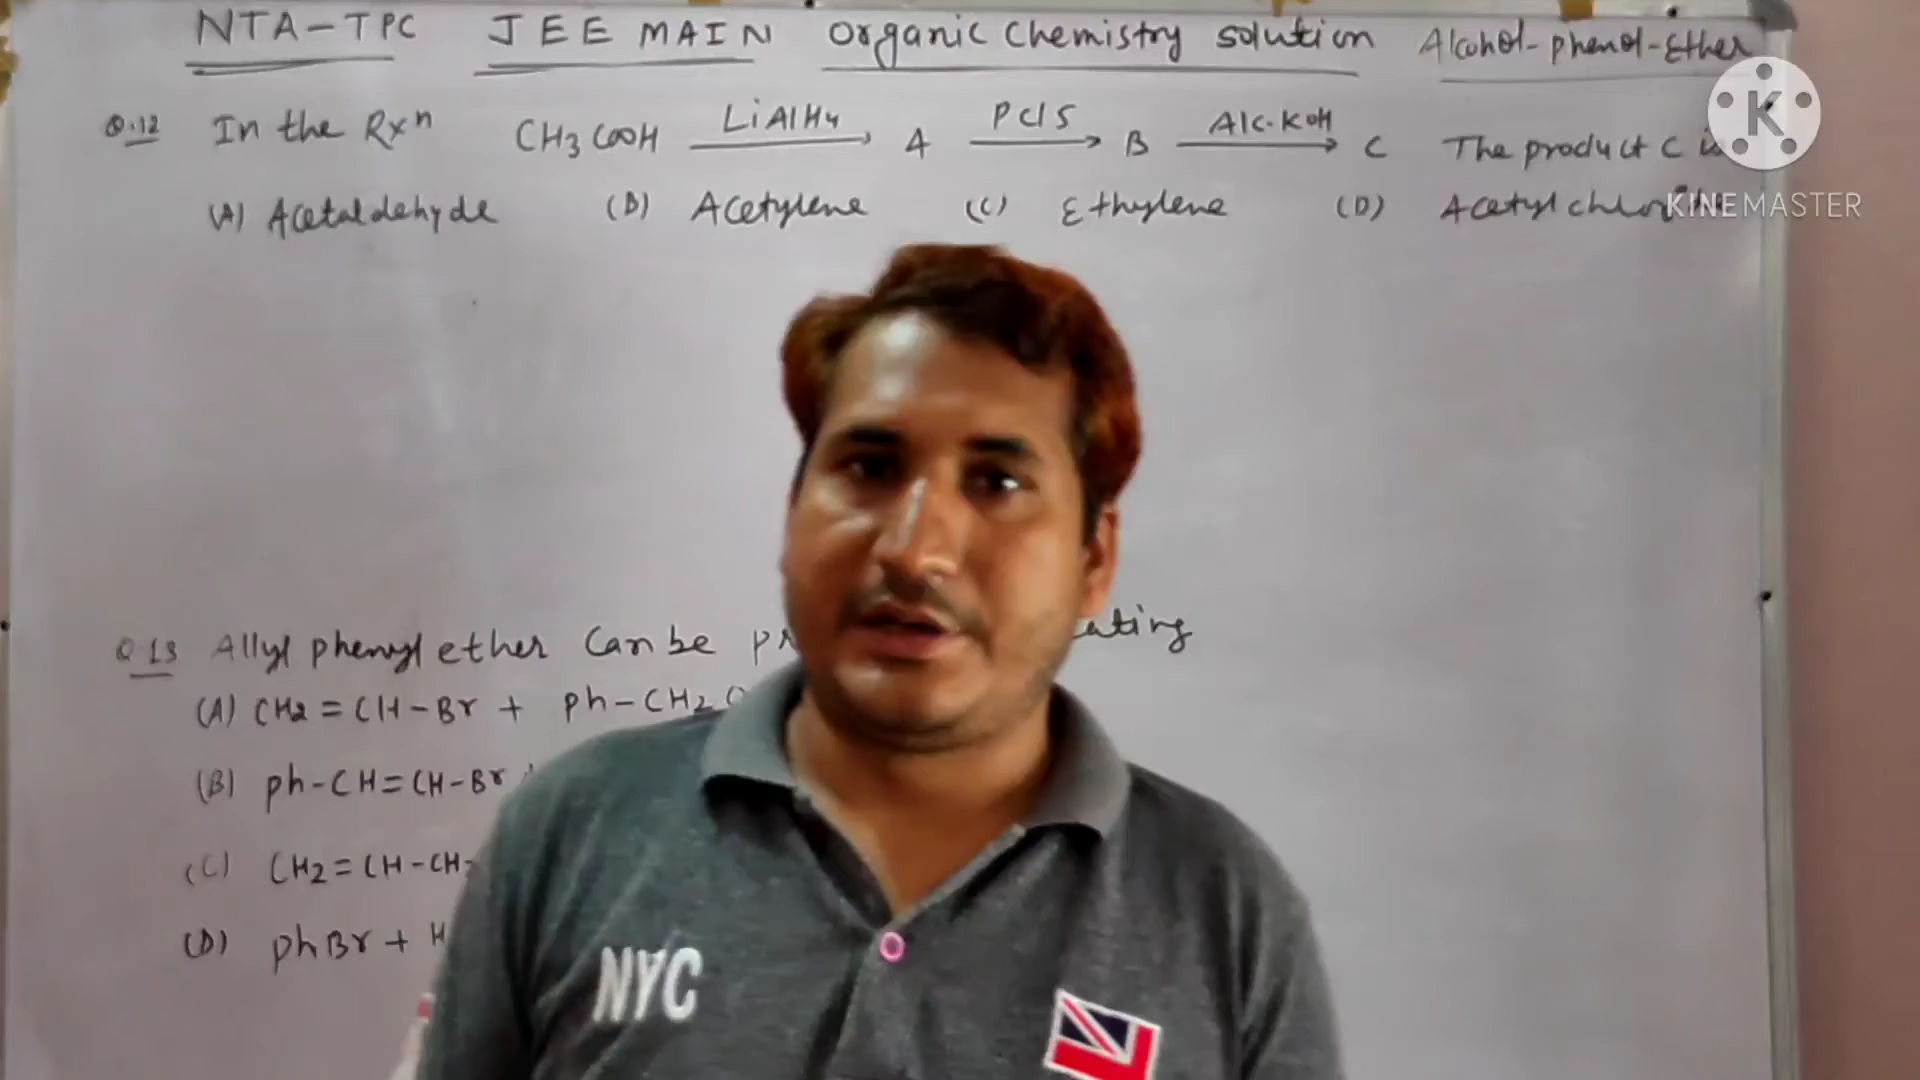 NTA-TPC JEE MAIN Organic Chemistry solution Alcohol-phenol-Ether
Q.12 In the Rxn CH3COOH LiAlH4 A PCl5 B Alc.KOH C The product C is
(A) Acetaldehyde (B) Acetylene (C) Ethylene (D) Acetyl chloride
K
KINEMASTER
Q.13 Allyl phenyl ether Can be
(A) CH2=CH-Br + ph-CH2
(B) ph-CH=CH-Br
(C) CH2=CH-CH
(D) phBr + H
NYC